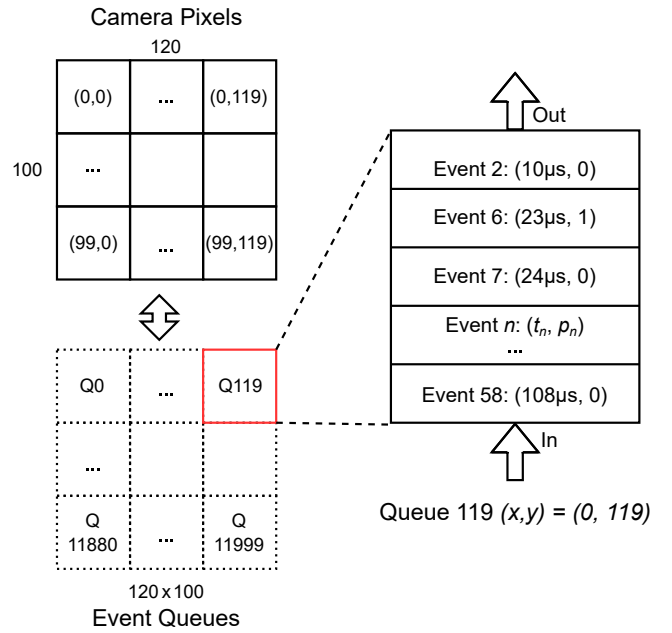 Camera Pixels
120
(0,0)
...
(0,119)
100
...
(99,0)
...
(99,119)
Q0
...
Q119
...
Q
11880
...
Q
11999
120 x 100
Event Queues
Out
Event 2: (10µs, 0)
Event 6: (23µs, 1)
Event 7: (24µs, 0)
Event n: (tn, pn)
...
Event 58: (108µs, 0)
In
Queue 119 (x,y) = (0, 119)